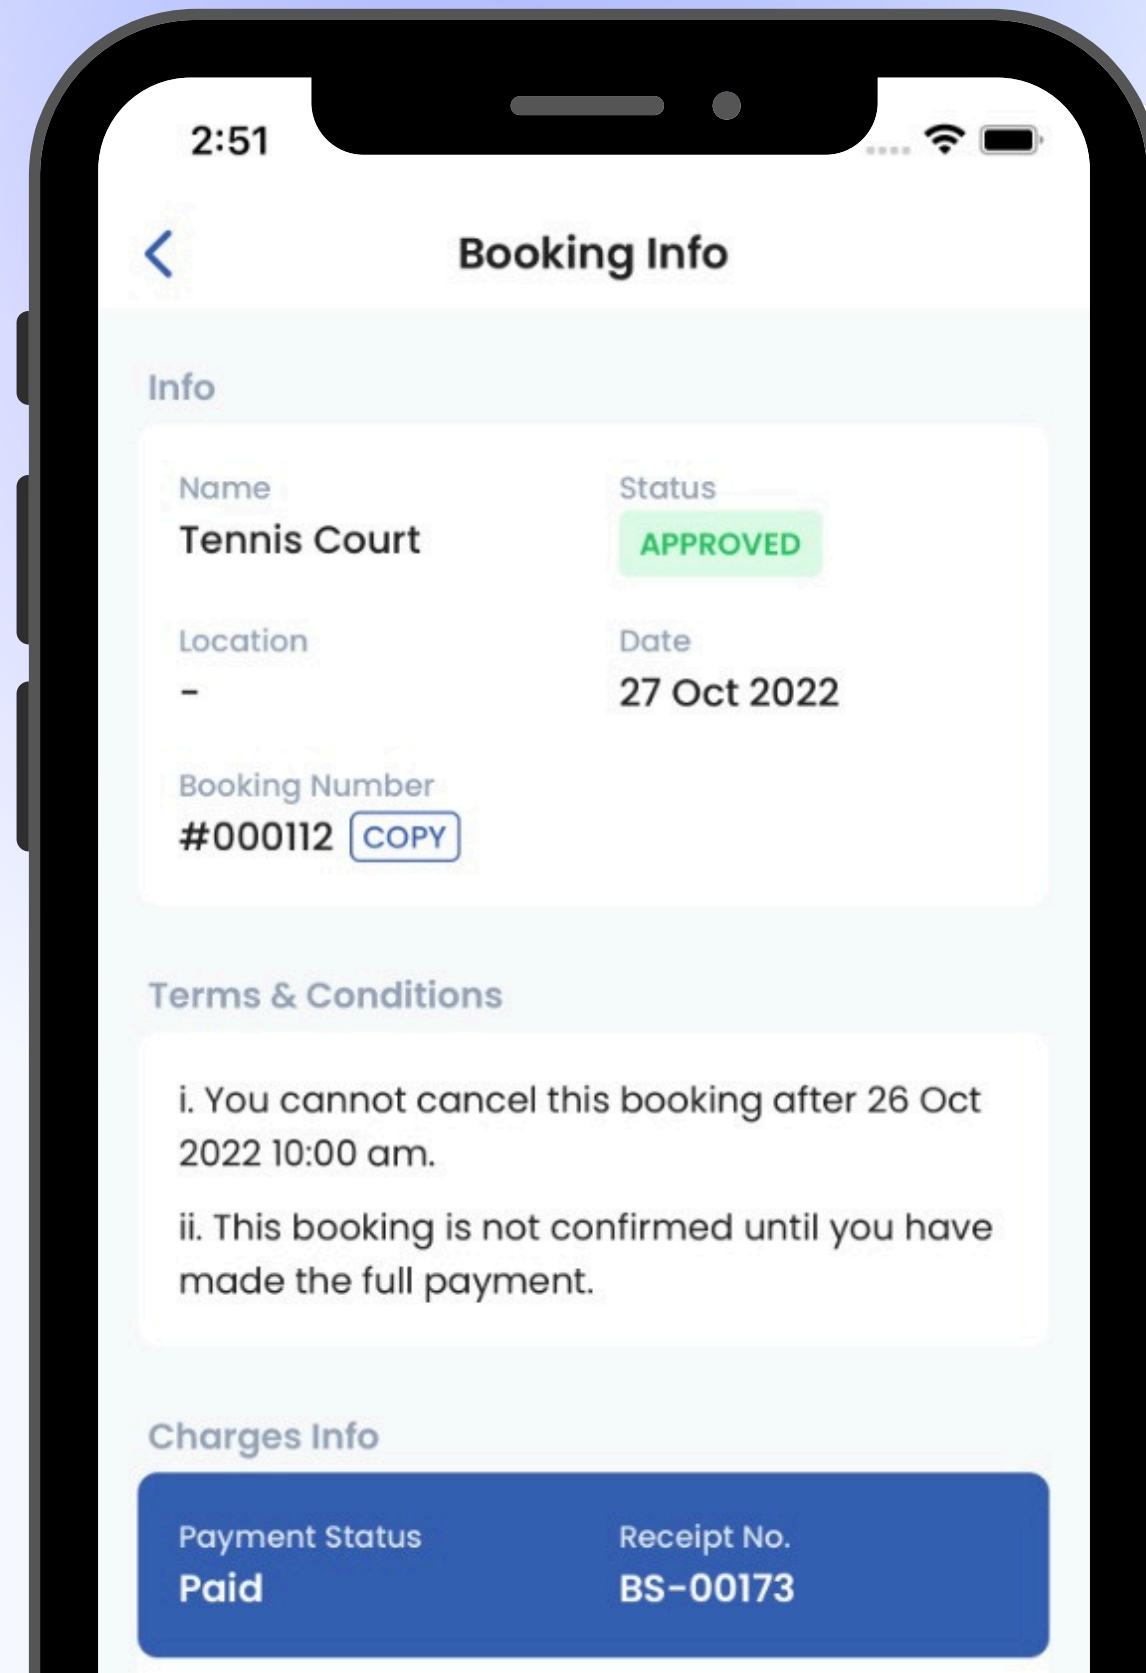 2:51
Booking Info
Info
Name
Status
Tennis Court
APPROVED
Location
Date
-
27 Oct 2022
Booking Number
#000112 COPY
Terms & Conditions
i. You cannot cancel this booking after 26 Oct
2022 10:00 am.
ii. This booking is not confirmed until you have
made the full payment.
Charges Info
Payment Status
Receipt No.
Paid
BS-00173